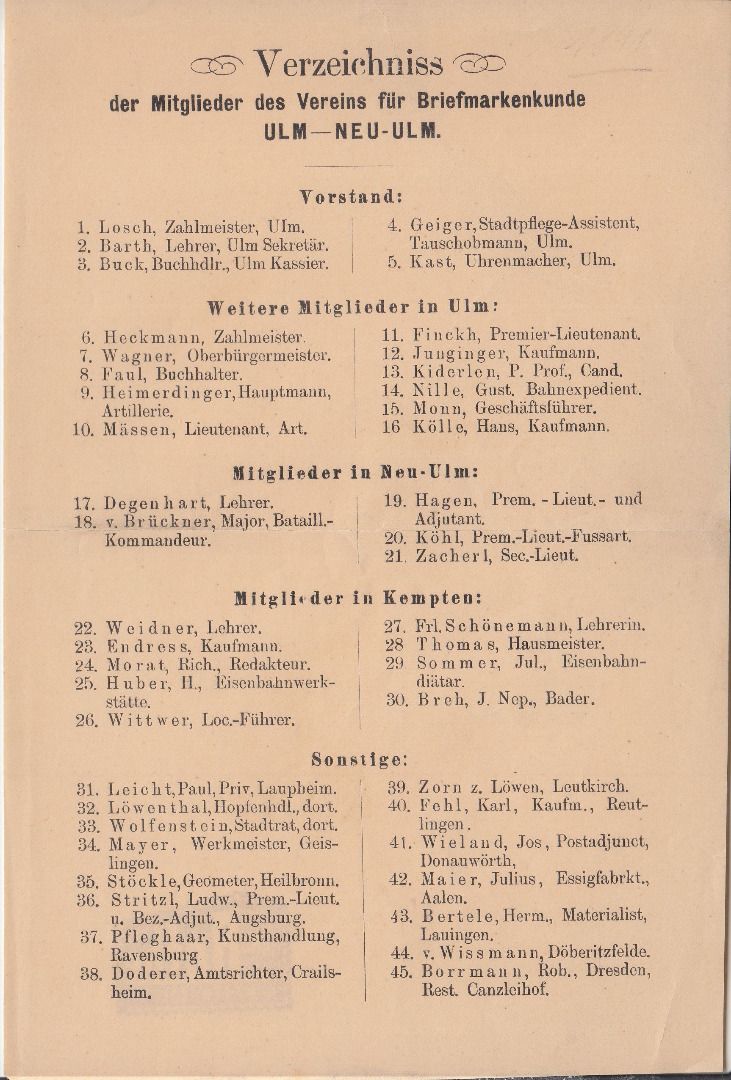 Verzeichniss
der Mitglieder des Vereins für Briefmarkenkunde
ULM—NEU-ULM.
Vorstand:
1. Losch, Zahlmeister, Ulm.
2. Barth, Lehrer, Ulm Sekretär.
3. Buck, Buchhdlr., Ulm Kassier.
4. Geiger, Stadtpflege-Assistent,
Tauschobmann, Ulm.
5. Kast, Uhrenmacher, Ulm.
Weitere Mitglieder in Ulm:
6. Heckmann, Zahlmeister.
7. Wagner, Oberbürgermeister.
8. Faul, Buchhalter.
9. Heimerdinger, Hauptmann,
Artillerie.
10. Mässen, Lieutenant, Art.
11. Finckh, Premier-Lieutenant.
12. Junginger, Kaufmann.
13. Kiderlen, P. Prof., Cand.
14. Nille, Gust. Bahnexpedient.
15. Monn, Geschäftsführer.
16 Kölle, Hans, Kaufmann.
Mitglieder in Neu-Ulm:
17. Degenhart, Lehrer.
18. v. Brückner, Major, Bataill.-
Kommandeur.
19. Hagen, Prem. - Lieut.- und
Adjutant.
20. Köhl, Prem.-Lieut.-Fussart.
21. Zacherl, Sec.-Lieut.
Mitglieder in Kempten:
22. Weidner, Lehrer.
23. Endress, Kaufmann.
24. Morat, Rich., Redakteur.
25. Huber, H., Eisenbahnwerk-
stätte.
26. Wittwer, Loc.-Führer.
27. Frl. Schönemann, Lehrerin.
28 Thomas, Hausmeister.
29 Sommer, Jul., Eisenbahn-
diätar.
30. Breh, J. Nep., Bader.
Sonstige:
31. Leicht, Paul, Priv, Laupheim.
32. Löwenthal, Hopfenhdl., dort.
33. Wolfenstein, Stadtrat, dort.
34. Mayer, Werkmeister, Geis-
lingen.
35. Stöckle, Geometer, Heilbronn.
36. Stritzl, Ludw., Prem.-Lieut.
u. Bez.-Adjut., Augsburg.
37. Pfleghaar, Kunsthandlung,
Ravensburg
38. Doderer, Amtsrichter, Crails-
heim.
39. Zorn z. Löwen, Leutkirch.
40. Fehl, Karl, Kaufm., Reut-
lingen.
41. Wieland, Jos, Postadjunct,
Donauwörth,
42. Maier, Julius, Essigfabrkt.,
Aalen.
43. Bertele, Herm., Materialist,
Lauingen.
44. v. Wissmann, Döberitzfelde.
45. Borrmann, Rob., Dresden,
Rest. Canzleihof.